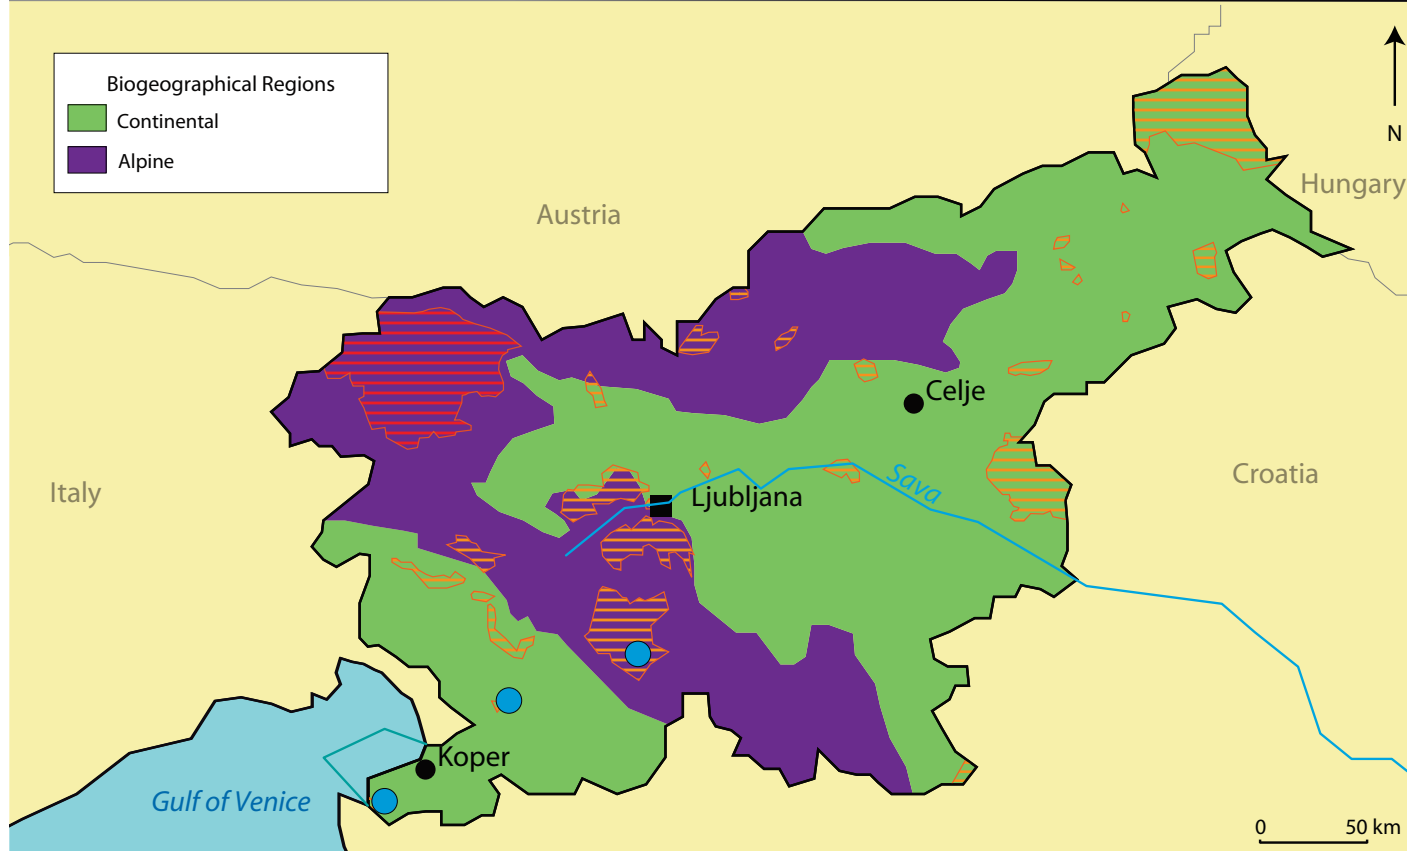 Biogeographical Regions
Continental
Alpine
N
Hungary
Austria
Celje
Croatia
Italy
Sava
Ljubljana
Koper
Gulf of Venice
0 50 km